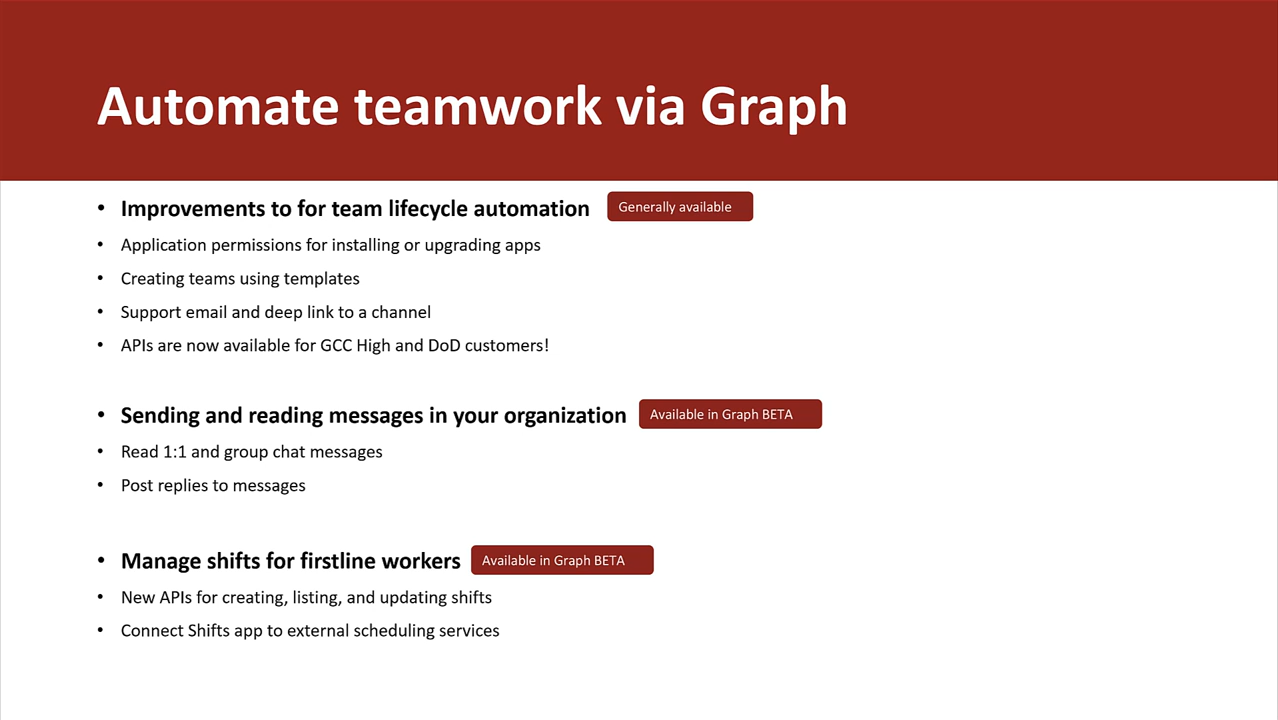 Automate teamwork via Graph
• Improvements to for team lifecycle automation Generally available
• Application permissions for installing or upgrading apps
• Creating teams using templates
• Support email and deep link to a channel
• APIs are now available for GCC High and DoD customers!
• Sending and reading messages in your organization Available in Graph BETA
• Read 1:1 and group chat messages
• Post replies to messages
• Manage shifts for firstline workers Available in Graph BETA
• New APIs for creating, listing, and updating shifts
• Connect Shifts app to external scheduling services